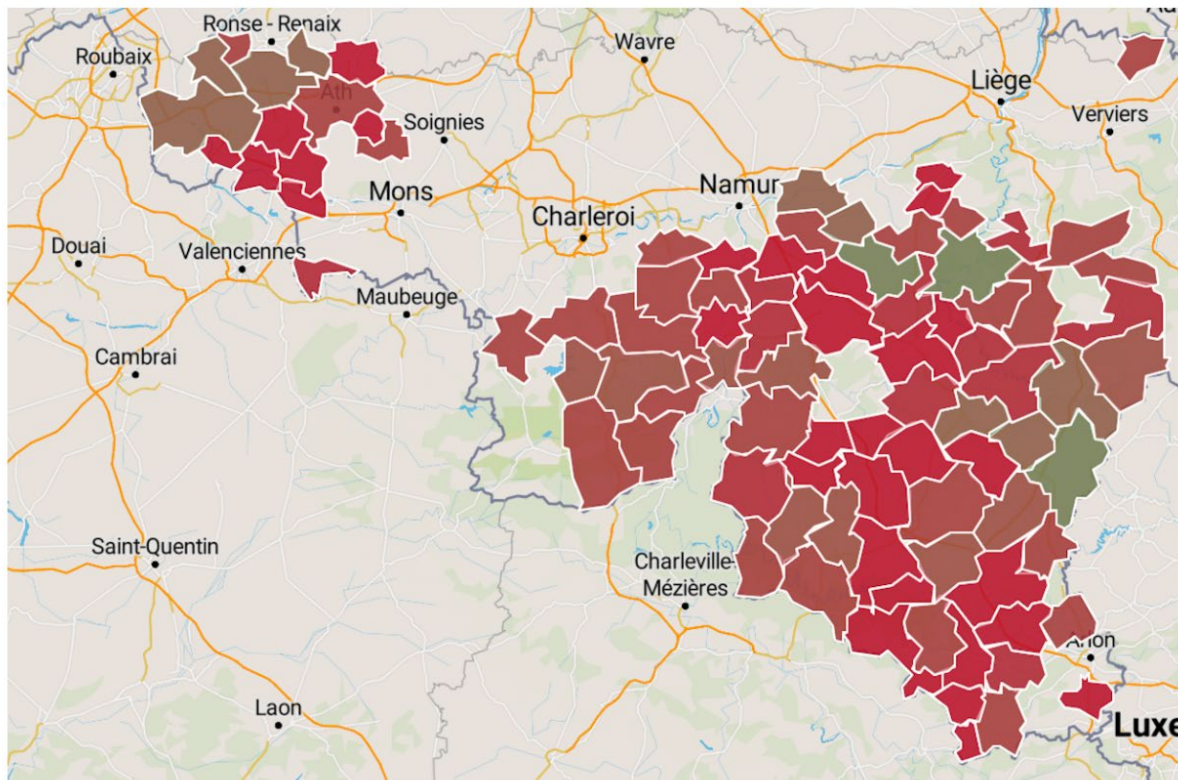 Ronse - Renaix
Roubaix
Wavre
Liège
Ath
Soignies
Verviers
Mons
Namur
Charleroi
Douai
Valenciennes
Maubeuge
Cambrai
Saint-Quentin
Charleville-
Mézières
Arlon
Laon
Luxe